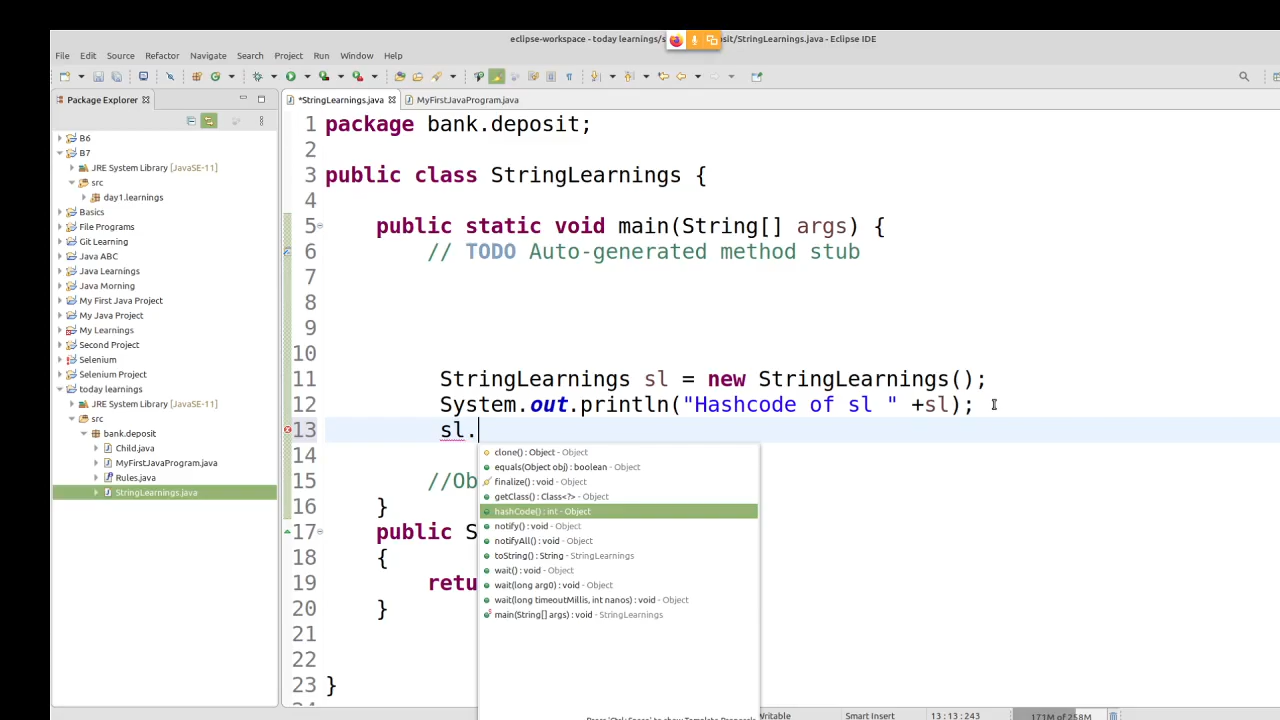 eclipse-workspace - today learnings/s sit/StringLearnings.java - Eclipse IDE
File Edit Source Refactor Navigate Search Project Run Window Help
Package Explorer
*StringLearnings.java MyFirstJavaProgram.java
B6
B7
JRE System Library [JavaSE-11]
src
day1.learnings
Basics
File Programs
Git Learning
Java ABC
Java Learnings
Java Morning
My First Java Project
My Java Project
My Learnings
Second Project
Selenium
Selenium
today learnings
JRE System Library [JavaSE-11]
src
bank.deposit
Child.java
MyFirstJavaProgram.java
Rules.java
StringLearnings.java
1 package bank.deposit;
2
3 public class StringLearnings {
4
5 public static void main(String[] args) {
6 // TODO Auto-generated method stub
7
8
9
10
11 StringLearnings sl = new StringLearnings();
12 System.out.println("Hashcode of sl " +sl);
13 sl.
14
15 //Ob
16 }
17 public S
18 {
19 retu
20 }
21
22
23 }
clone() : Object - Object
equals(Object obj) : boolean - Object
finalize() : void - Object
getClass() : Class<?> - Object
hashCode() : int - Object
notify() : void - Object
notifyAll() : void - Object
toString() : String - StringLearnings
wait() : void - Object
wait(long arg0) : void - Object
wait(long timeoutMillis, int nanos) : void - Object
main(String[] args) : void - StringLearnings
Writable Smart Insert 13 : 13 : 243 171M of 258M